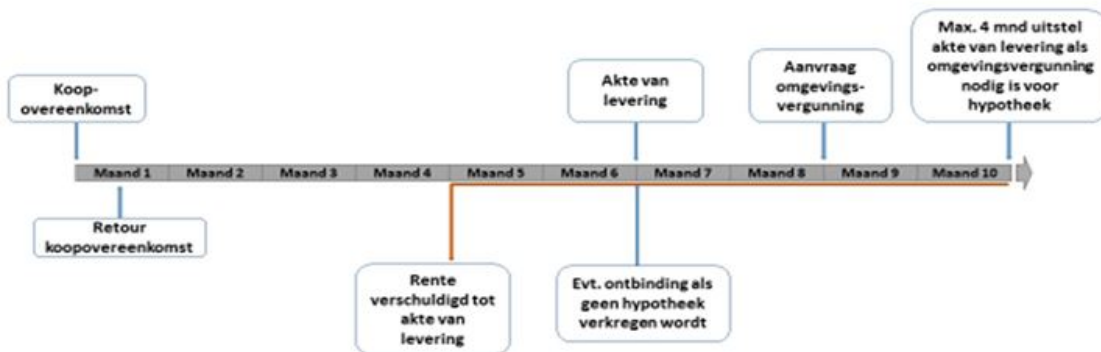 Koop-
overeenkomst
Akte van
levering
Aanvraag
omgevings-
vergunning
Max. 4 mnd uitstel
akte van levering als
omgevingsvergunning
nodig is voor
hypotheek
Maand 1 Maand 2 Maand 3 Maand 4 Maand 5 Maand 6 Maand 7 Maand 8 Maand 9 Maand 10
Retour
koopovereenkomst
Rente
verschuldigd tot
akte van
levering
Evt. ontbinding als
geen hypotheek
verkregen wordt